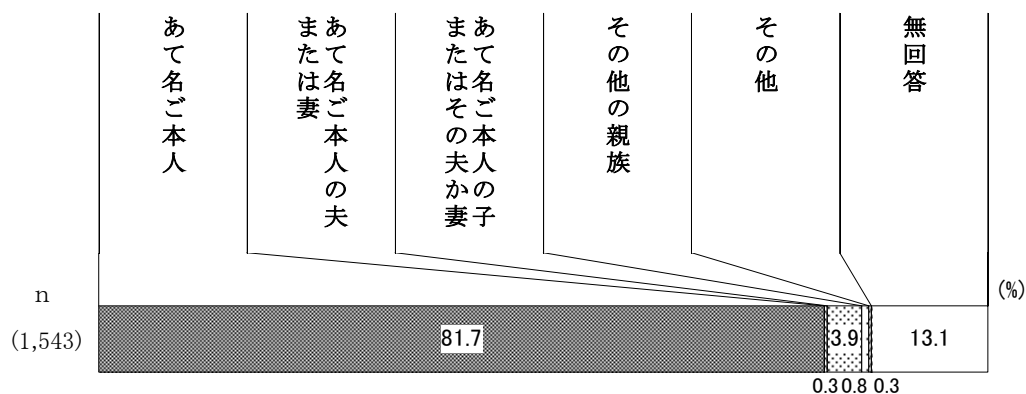 あて名ご本人
あて名ご本人の夫
または妻
あて名ご本人の子
またはその夫か妻
その他の親族
その他
無回答
(%)
n
(1,543)
81.7
3.9
13.1
0.3
0.8
0.3